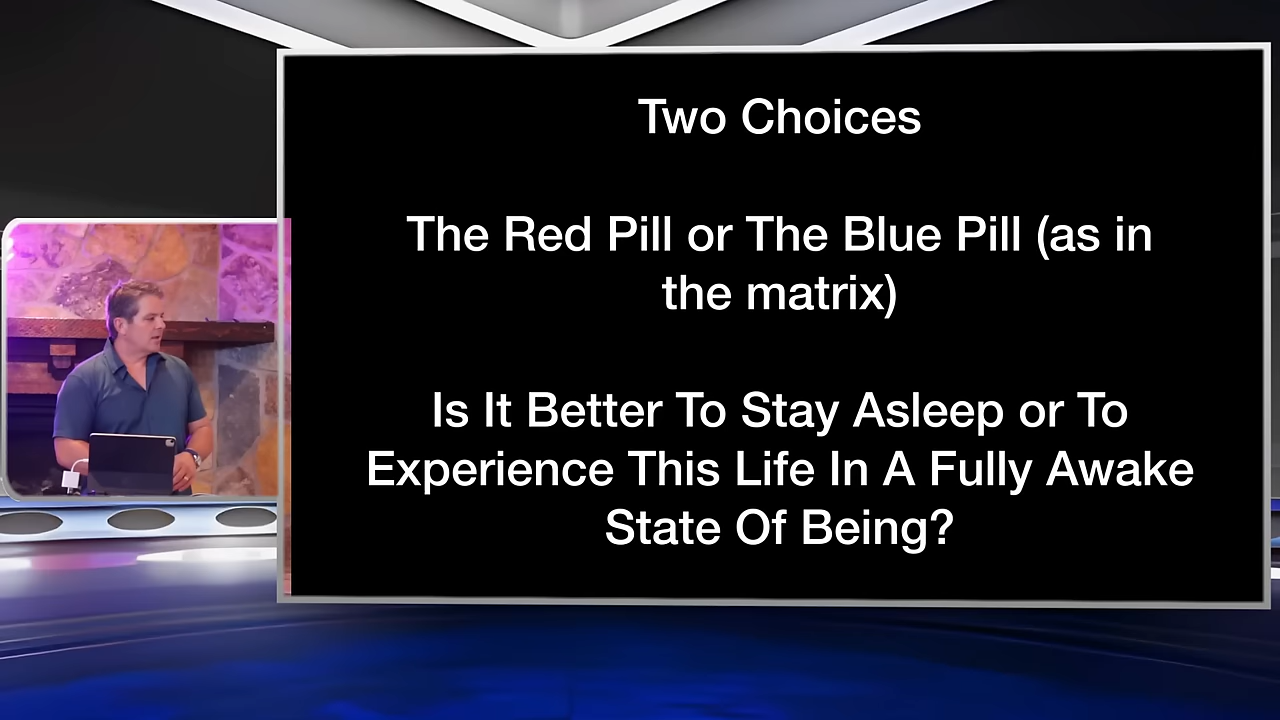 Two Choices
The Red Pill or The Blue Pill (as in
the matrix)
Is It Better To Stay Asleep or To
Experience This Life In A Fully Awake
State Of Being?